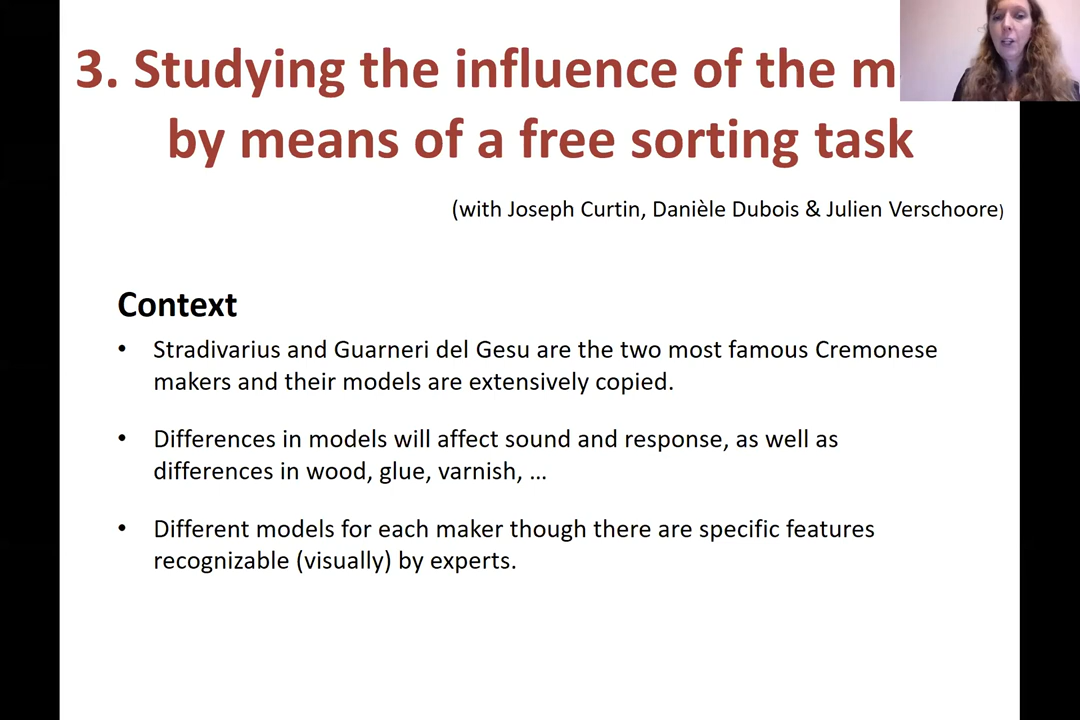 3. Studying the influence of the
by means of a free sorting task
(with Joseph Curtin, Danièle Dubois & Julien Verschoore)
Context
• Stradivarius and Guarneri del Gesu are the two most famous Cremonese
makers and their models are extensively copied.
• Differences in models will affect sound and response, as well as
differences in wood, glue, varnish, ...
• Different models for each maker though there are specific features
recognizable (visually) by experts.